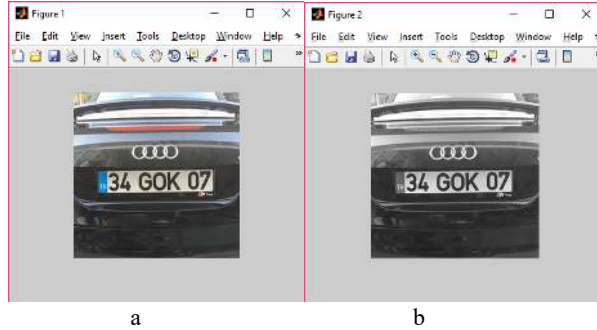 Figure 1
File Edit View Insert Tools Desktop Window Help
34 GOK 07
a
Figure 2
File Edit View Insert Tools Desktop Window Help
34 GOK 07
b